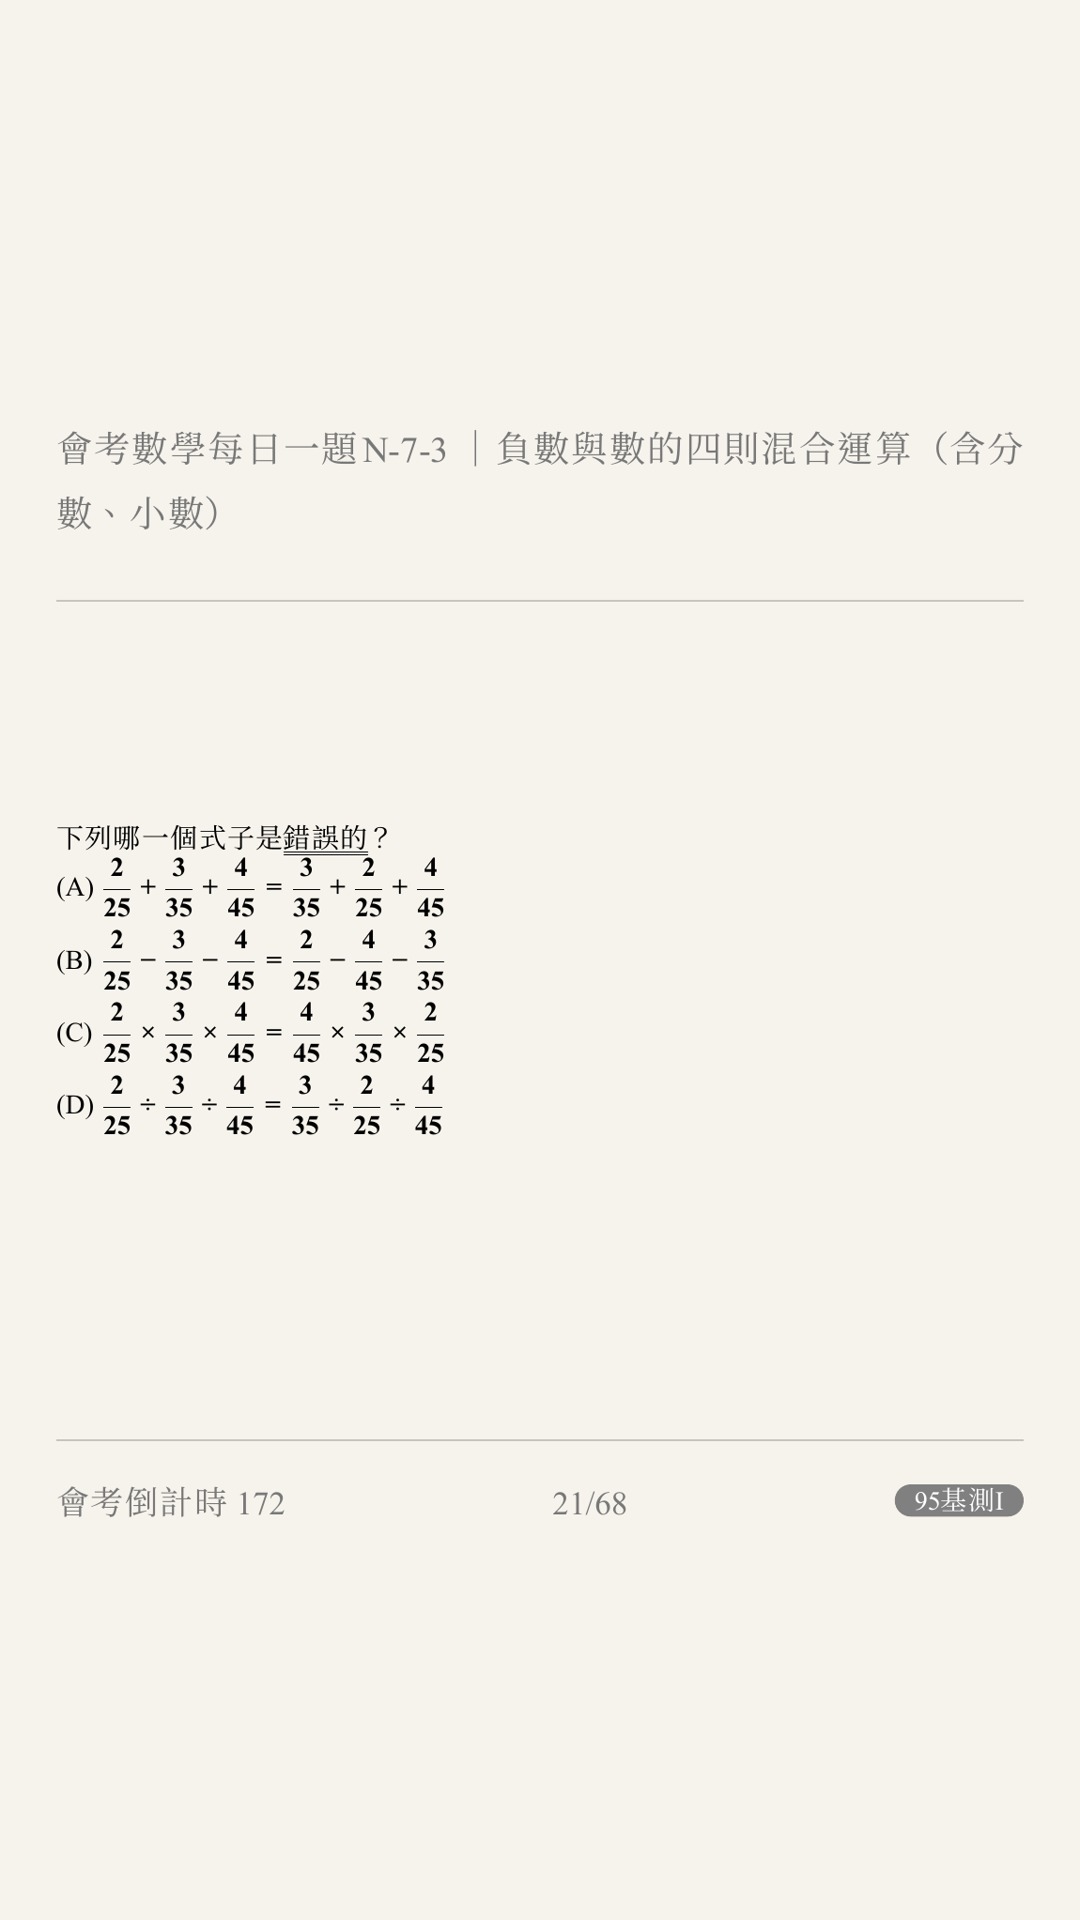 會考數學每日一題N-7-3｜負數與數的四則混合運算（含分
數、小數）
下列哪一個式子是錯誤的？
(A) 2/25 + 3/35 + 4/45 = 3/35 + 2/25 + 4/45
(B) 2/25 − 3/35 − 4/45 = 2/25 − 4/45 − 3/35
(C) 2/25 × 3/35 × 4/45 = 4/45 × 3/35 × 2/25
(D) 2/25 ÷ 3/35 ÷ 4/45 = 3/35 ÷ 2/25 ÷ 4/45
會考倒計時 172 21/68 95基測I